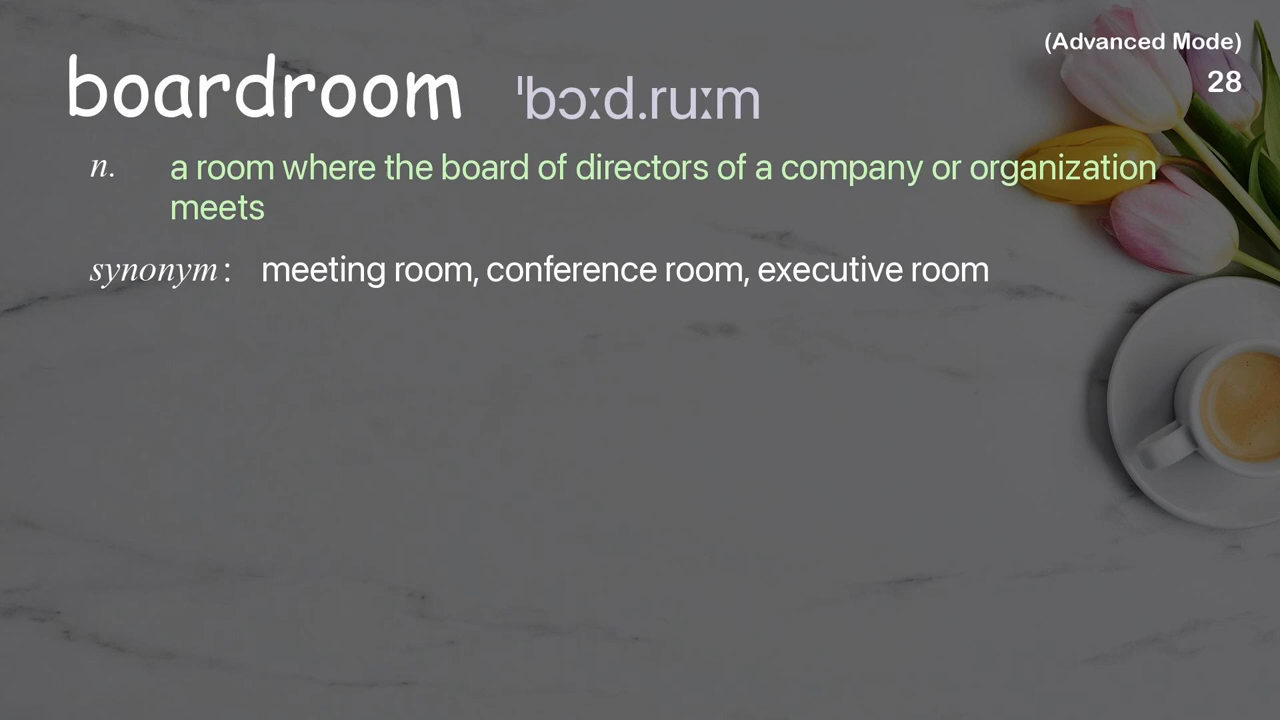 (Advanced Mode)
28
boardroom ˈbɔːd.ruːm
n. a room where the board of directors of a company or organization
meets
synonym: meeting room, conference room, executive room